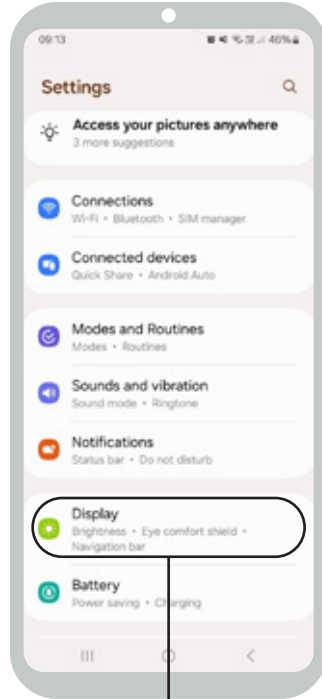 09:13 46%
Settings
Access your pictures anywhere
3 more suggestions
Connections
Wi-Fi • Bluetooth • SIM manager
Connected devices
Quick Share • Android Auto
Modes and Routines
Modes • Routines
Sounds and vibration
Sound mode • Ringtone
Notifications
Status bar • Do not disturb
Display
Brightness • Eye comfort shield •
Navigation bar
Battery
Power saving • Charging